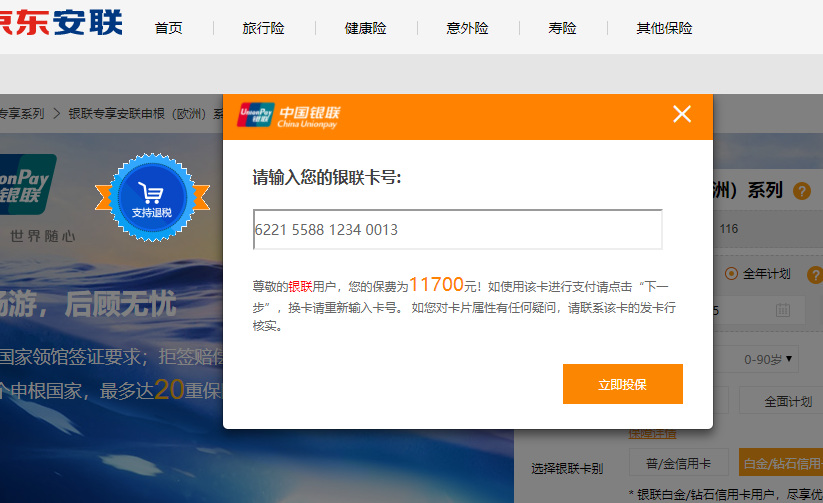 京东安联 首页 旅行险 健康险 意外险 寿险 其他保险
专享系列 > 银联专享安联申根（欧洲）系
UnionPay 银联 中国银联 China Unionpay
请输入您的银联卡号:
6221 5588 1234 0013
尊敬的银联用户，您的保费为11700元！如使用该卡进行支付请点击“下一
步”，换卡请重新输入卡号。 如您对卡片属性有任何疑问，请联系该卡的发卡行
核实。
立即投保
onPay
银联
世界随心
支持退税
畅游，后顾无忧
国家领馆签证要求；拒签赔偿
个申根国家，最多达20重保
洲）系列 ?
116
全年计划 ?
5
0-90岁
全面计划
保障详情
选择银联卡别 普/金信用卡 白金/钻石信用
* 银联白金/钻石信用卡用户，尽享优